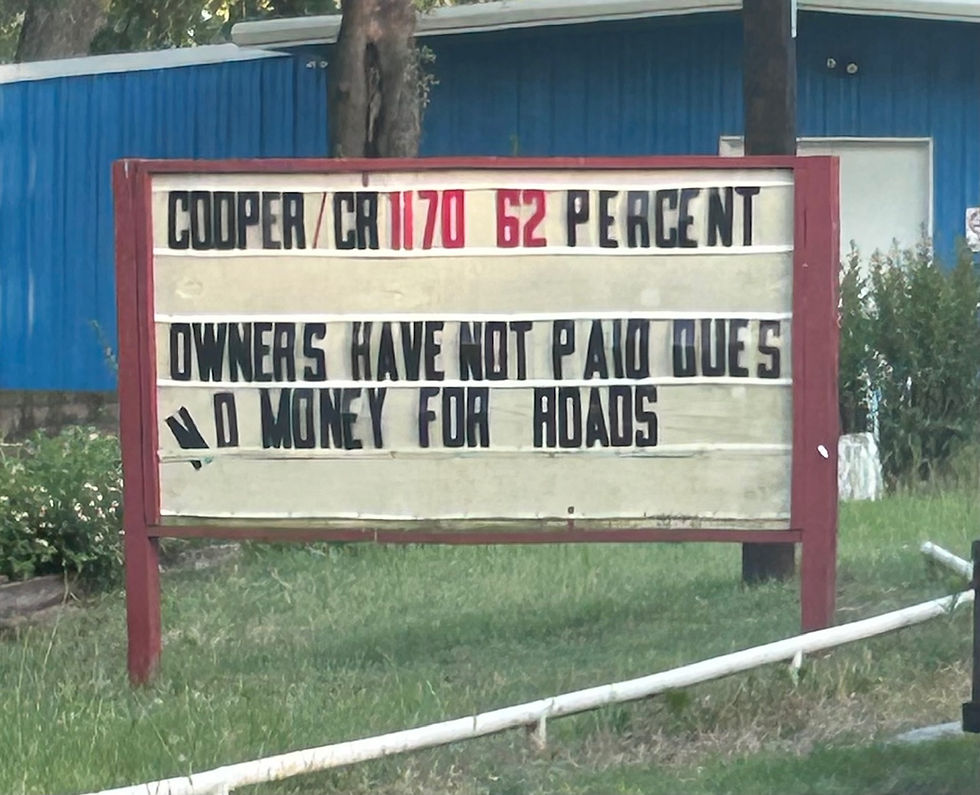 COOPER/CR 1170 62 PERCENT
OWNERS HAVE NOT PAID DUES
NO MONEY FOR ROADS